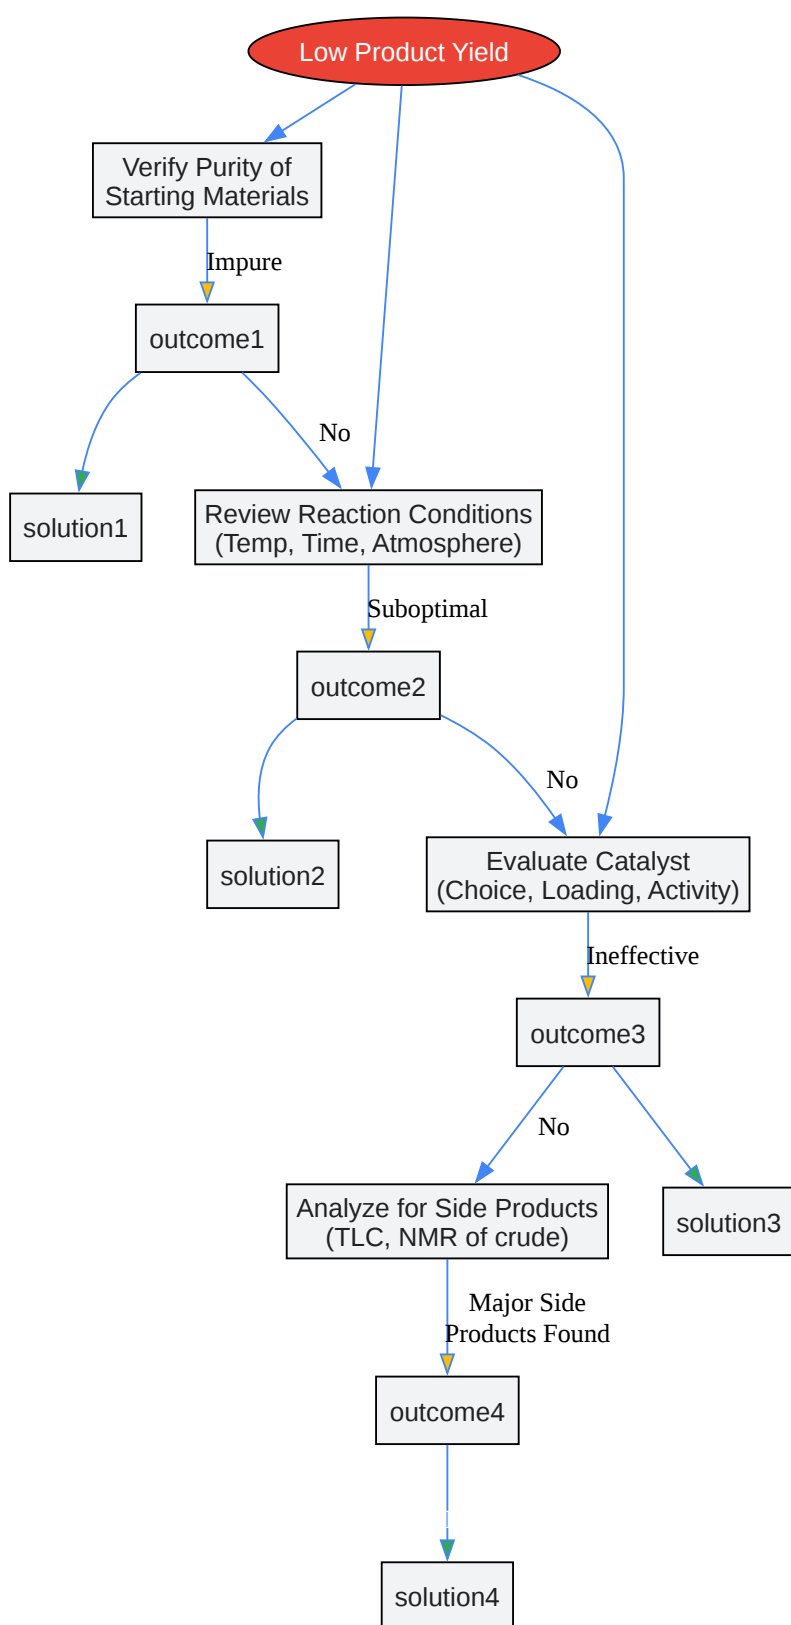 Low Product Yield
Verify Purity of
Starting Materials
Impure
outcome1
No
solution1
Review Reaction Conditions
(Temp, Time, Atmosphere)
Suboptimal
outcome2
No
solution2
Evaluate Catalyst
(Choice, Loading, Activity)
Ineffective
outcome3
No
Analyze for Side Products
(TLC, NMR of crude)
solution3
Major Side
Products Found
outcome4
solution4